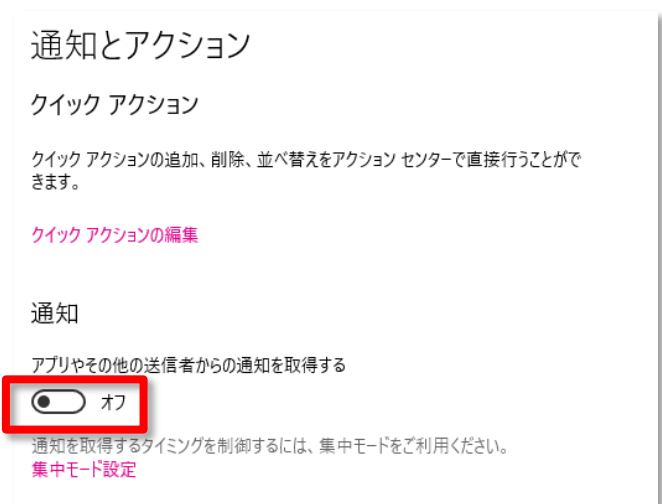 通知とアクション
クイック アクション
クイック アクションの追加、削除、並べ替えをアクション センターで直接行うことがで
きます。
クイック アクションの編集
通知
アプリやその他の送信者からの通知を取得する
オフ
通知を取得するタイミングを制御するには、集中モードをご利用ください。
集中モード設定